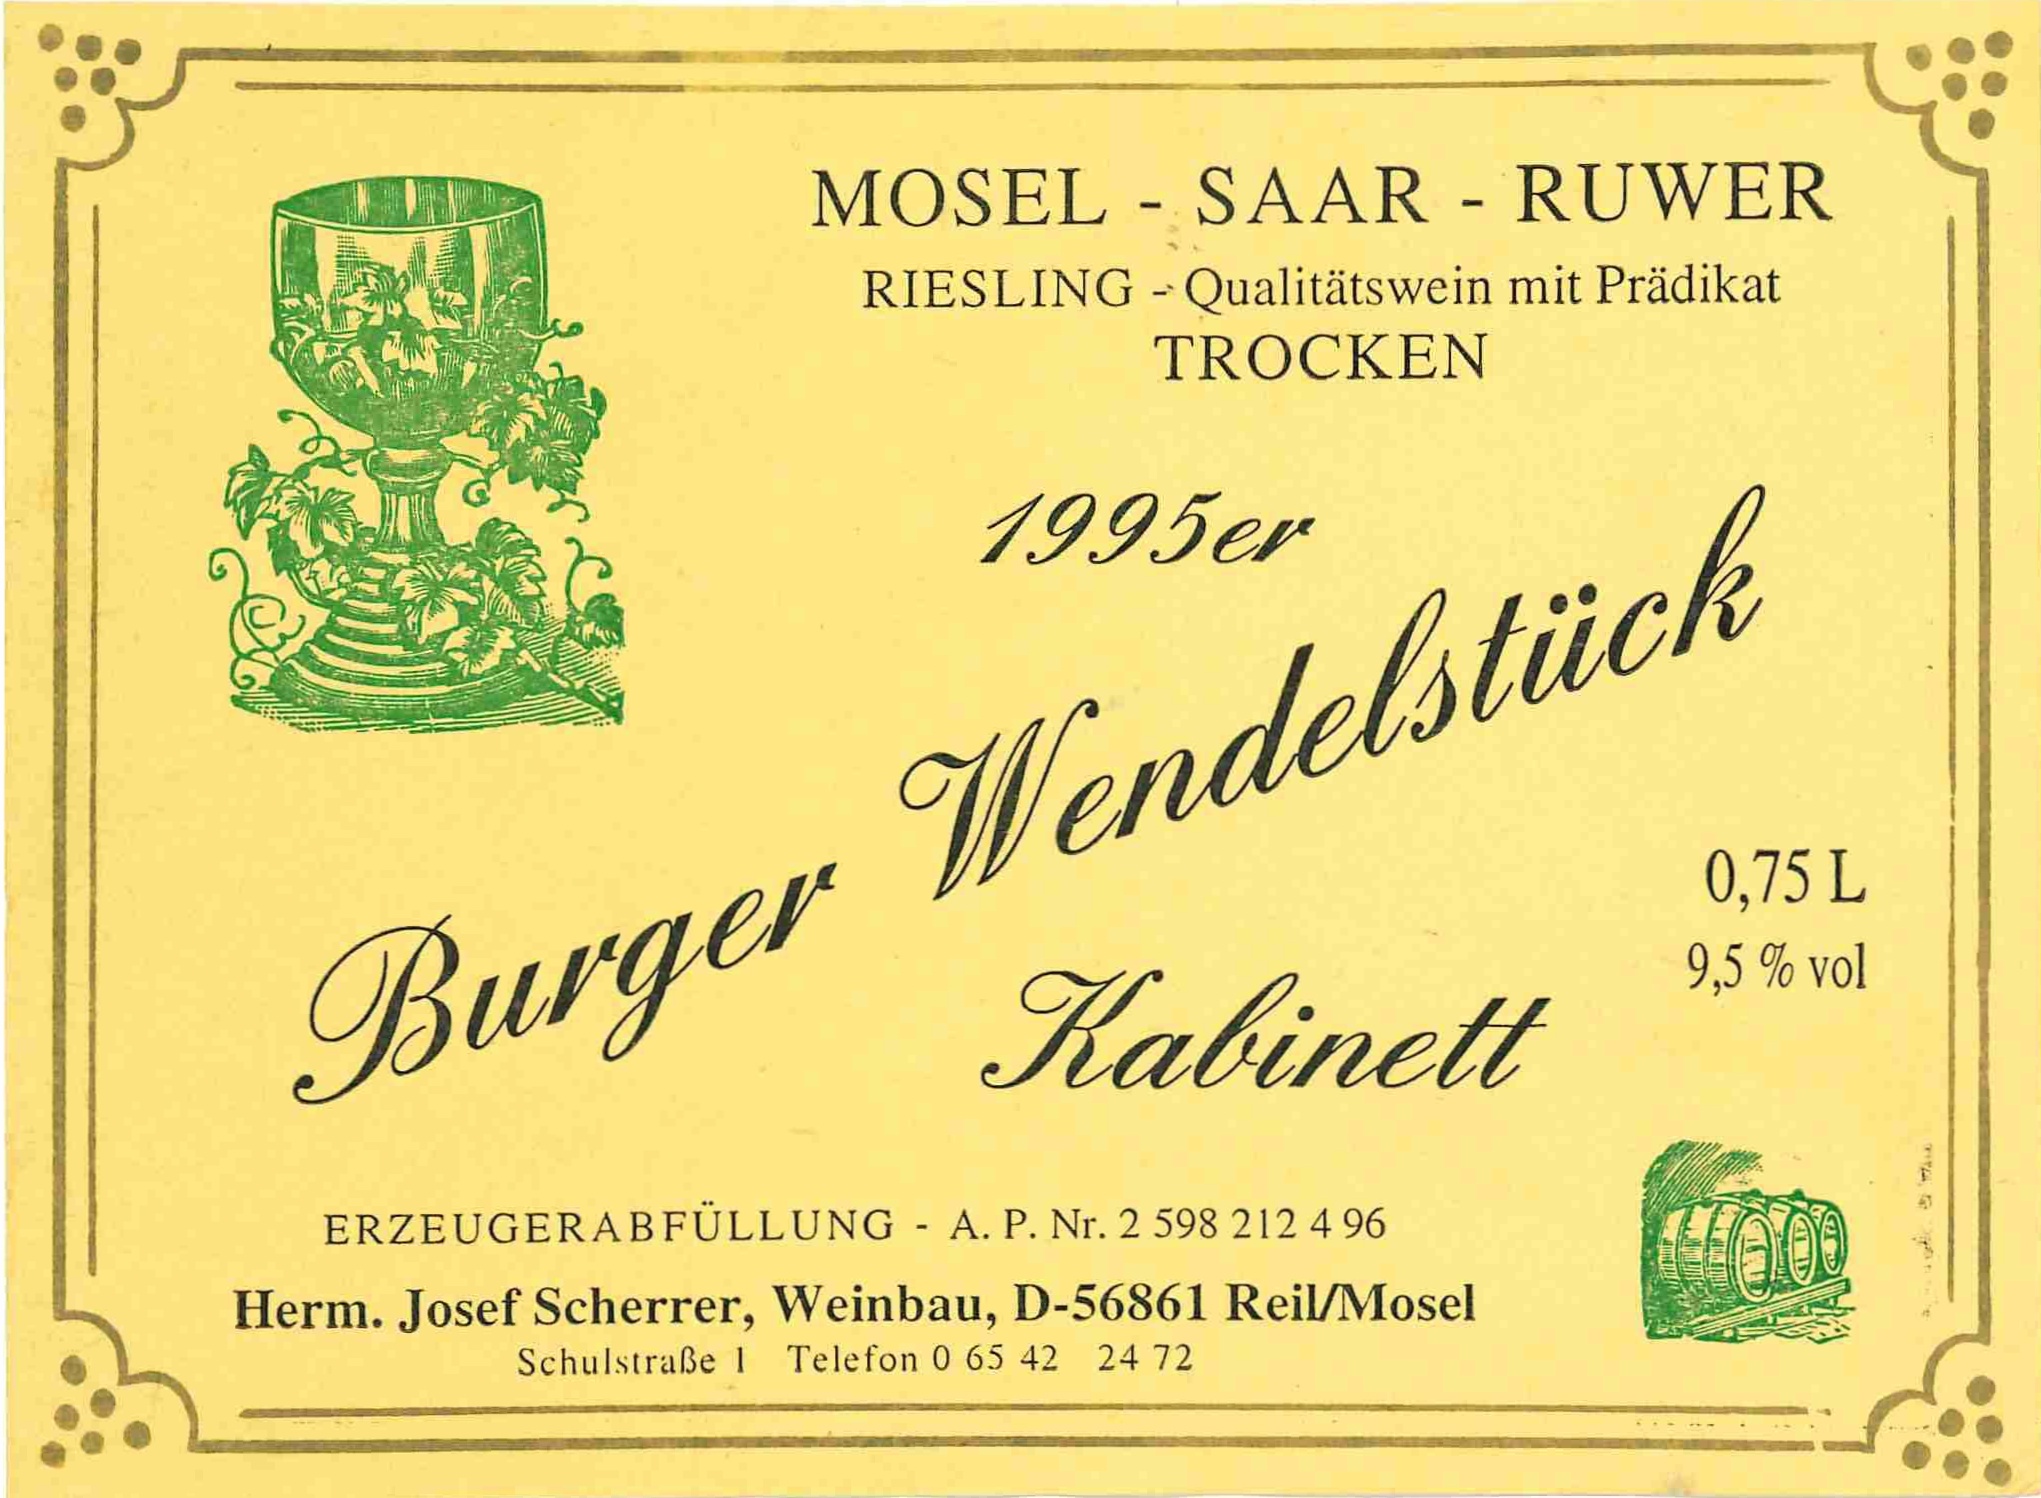 MOSEL - SAAR - RUWER
RIESLING - Qualitätswein mit Prädikat
TROCKEN
1995er
Burger Wendelstück
Kabinett
0,75 L
9,5 % vol
ERZEUGERABFÜLLUNG - A. P. Nr. 2 598 212 4 96
Herm. Josef Scherrer, Weinbau, D-56861 Reil/Mosel
Schulstraße 1 Telefon 0 65 42 24 72